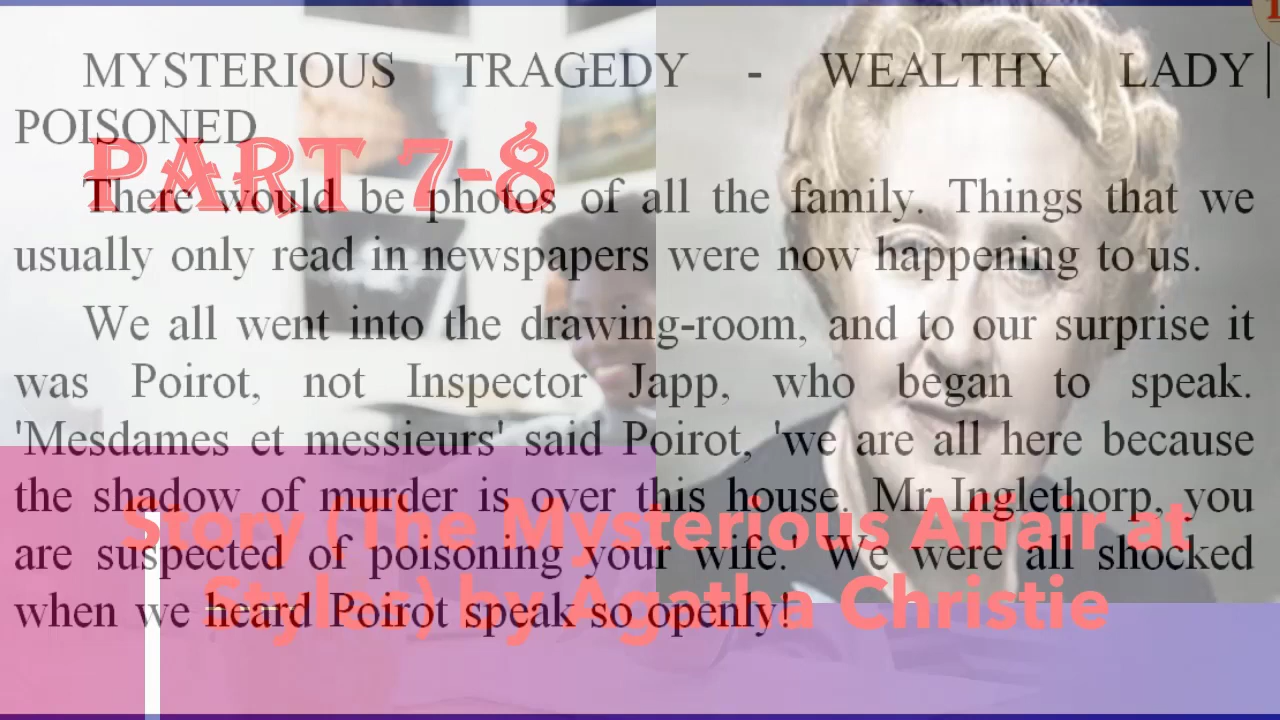 MYSTERIOUS TRAGEDY - WEALTHY LADY
POISONED
PART 7-8
There would be photos of all the family. Things that we
usually only read in newspapers were now happening to us.
We all went into the drawing-room, and to our surprise it
was Poirot, not Inspector Japp, who began to speak.
'Mesdames et messieurs' said Poirot, 'we are all here because
the shadow of murder is over this house. Mr Inglethorp, you
are suspected of poisoning your wife.' We were all shocked
when we heard Poirot speak so openly!
Story (The Mysterious Affair at
Styles) by Agatha Christie